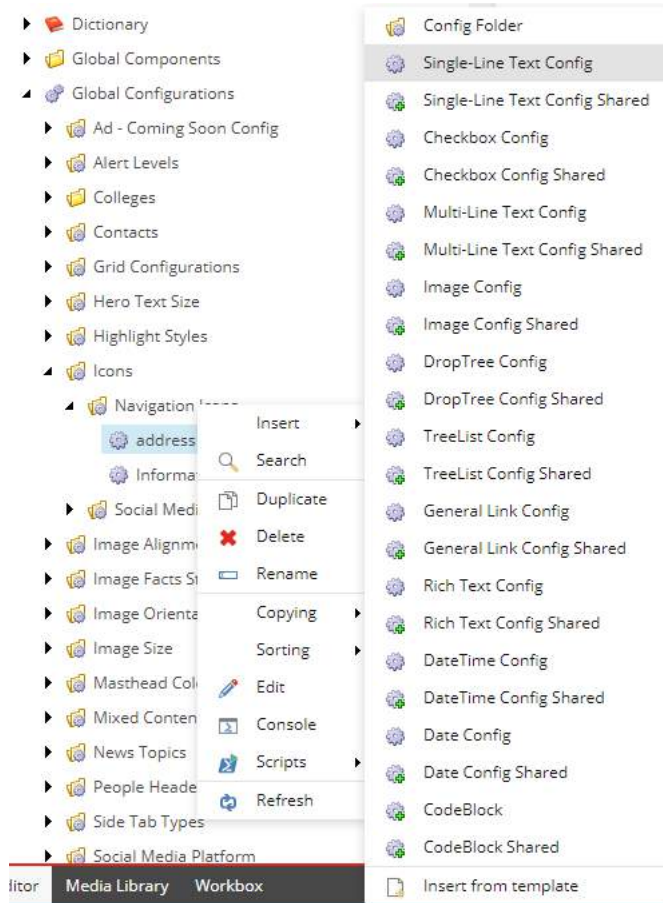 Dictionary
Global Components
Global Configurations
Ad - Coming Soon Config
Alert Levels
Colleges
Contacts
Grid Configurations
Hero Text Size
Highlight Styles
Icons
Navigation
address
Informa
Social Medi
Image Alignm
Image Facts S
Image Orienta
Image Size
Masthead Col
Mixed Conten
News Topics
People Heade
Side Tab Types
Social Media Platform
Insert
Search
Duplicate
Delete
Rename
Copying
Sorting
Edit
Console
Scripts
Refresh
Config Folder
Single-Line Text Config
Single-Line Text Config Shared
Checkbox Config
Checkbox Config Shared
Multi-Line Text Config
Multi-Line Text Config Shared
Image Config
Image Config Shared
DropTree Config
DropTree Config Shared
TreeList Config
TreeList Config Shared
General Link Config
General Link Config Shared
Rich Text Config
Rich Text Config Shared
DateTime Config
DateTime Config Shared
Date Config
Date Config Shared
CodeBlock
CodeBlock Shared
Insert from template
ditor Media Library Workbox